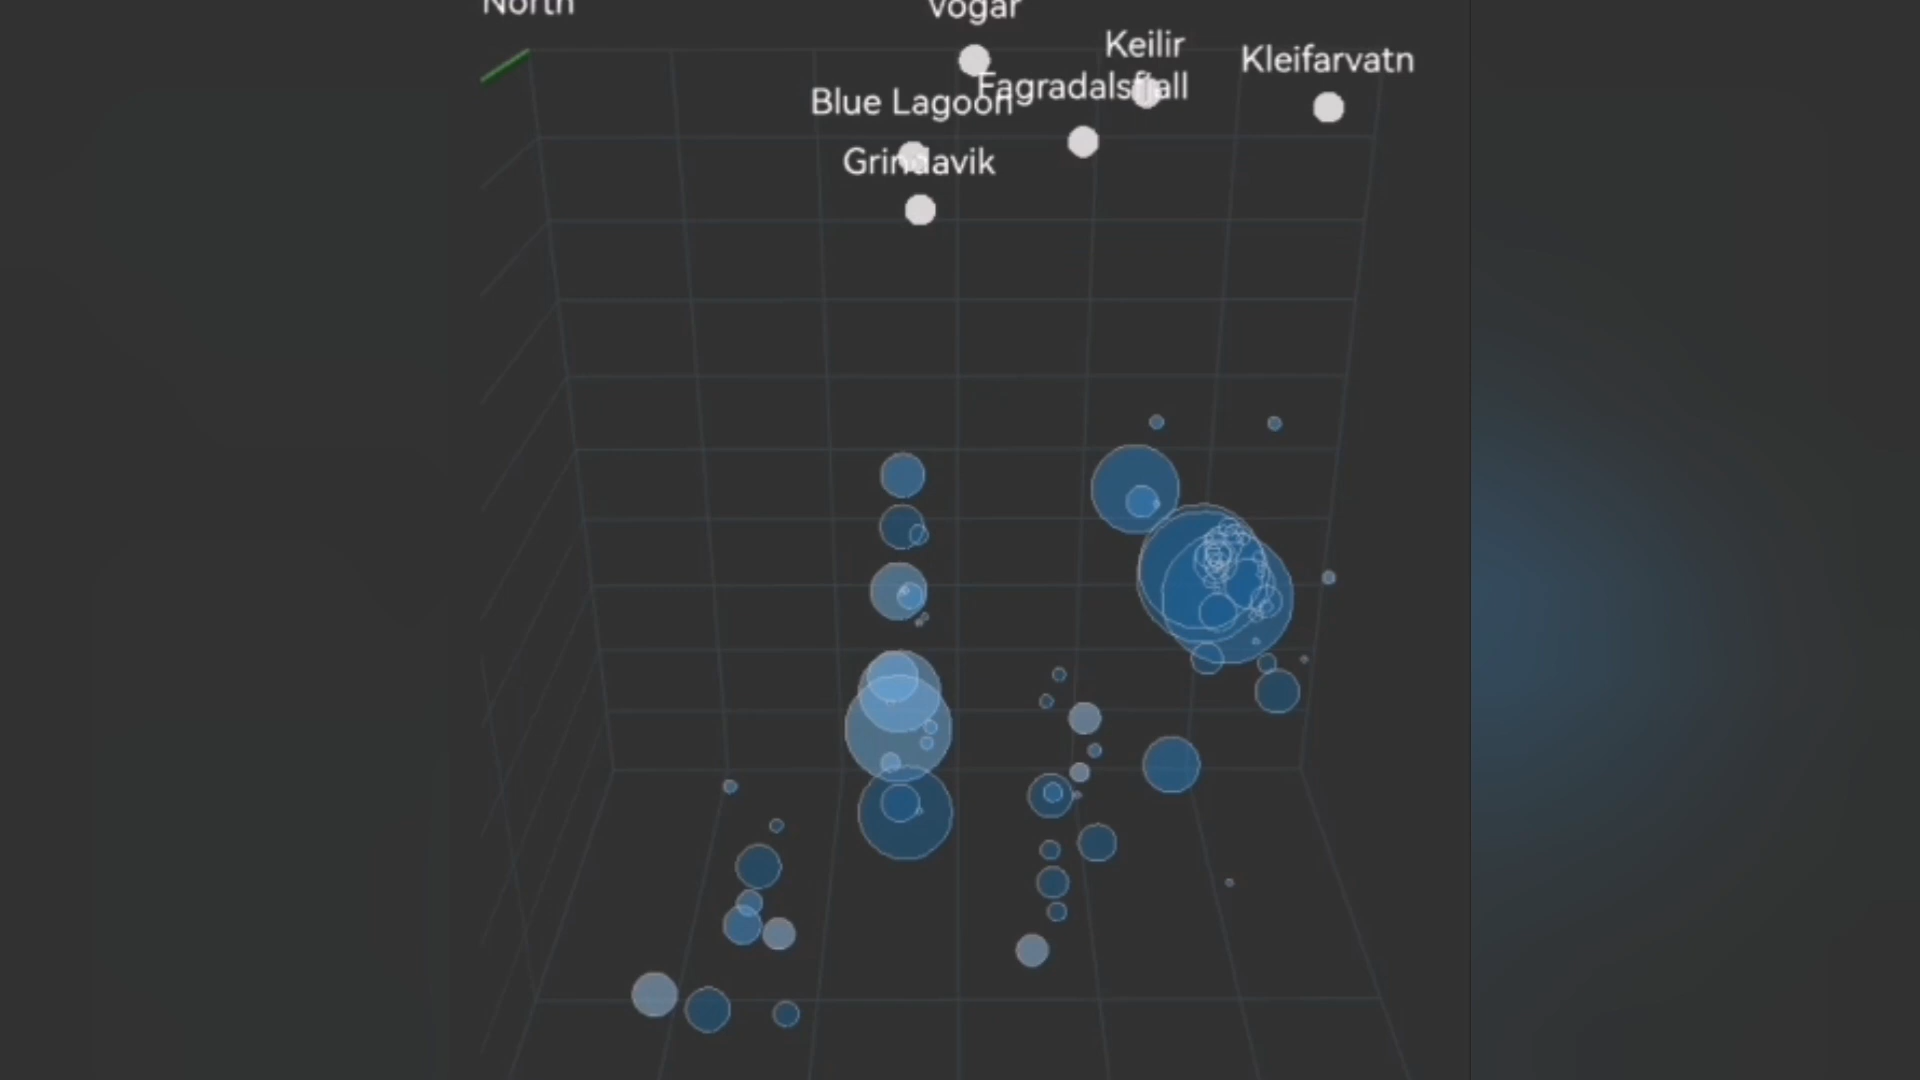 North
Vogar
Keilir
Kleifarvatn
Fagradalsfjall
Blue Lagoon
Grindavik